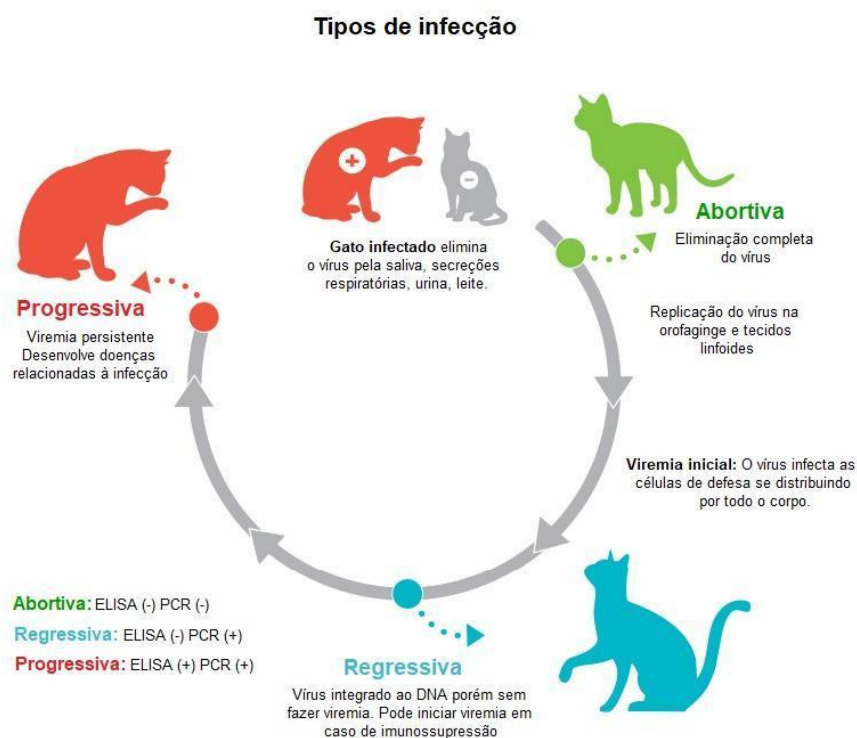 Tipos de infecção
+
-
Gato infectado elimina
o vírus pela saliva, secreções
respiratórias, urina, leite.
Abortiva
Eliminação completa
do vírus
Replicação do vírus na
orofaginge e tecidos
linfoides
Viremia inicial: O vírus infecta as
células de defesa se distribuindo
por todo o corpo.
Regressiva
Vírus integrado ao DNA porém sem
fazer viremia. Pode iniciar viremia em
caso de imunossupressão
Progressiva
Viremia persistente
Desenvolve doenças
relacionadas à infecção
Abortiva: ELISA (-) PCR (-)
Regressiva: ELISA (-) PCR (+)
Progressiva: ELISA (+) PCR (+)